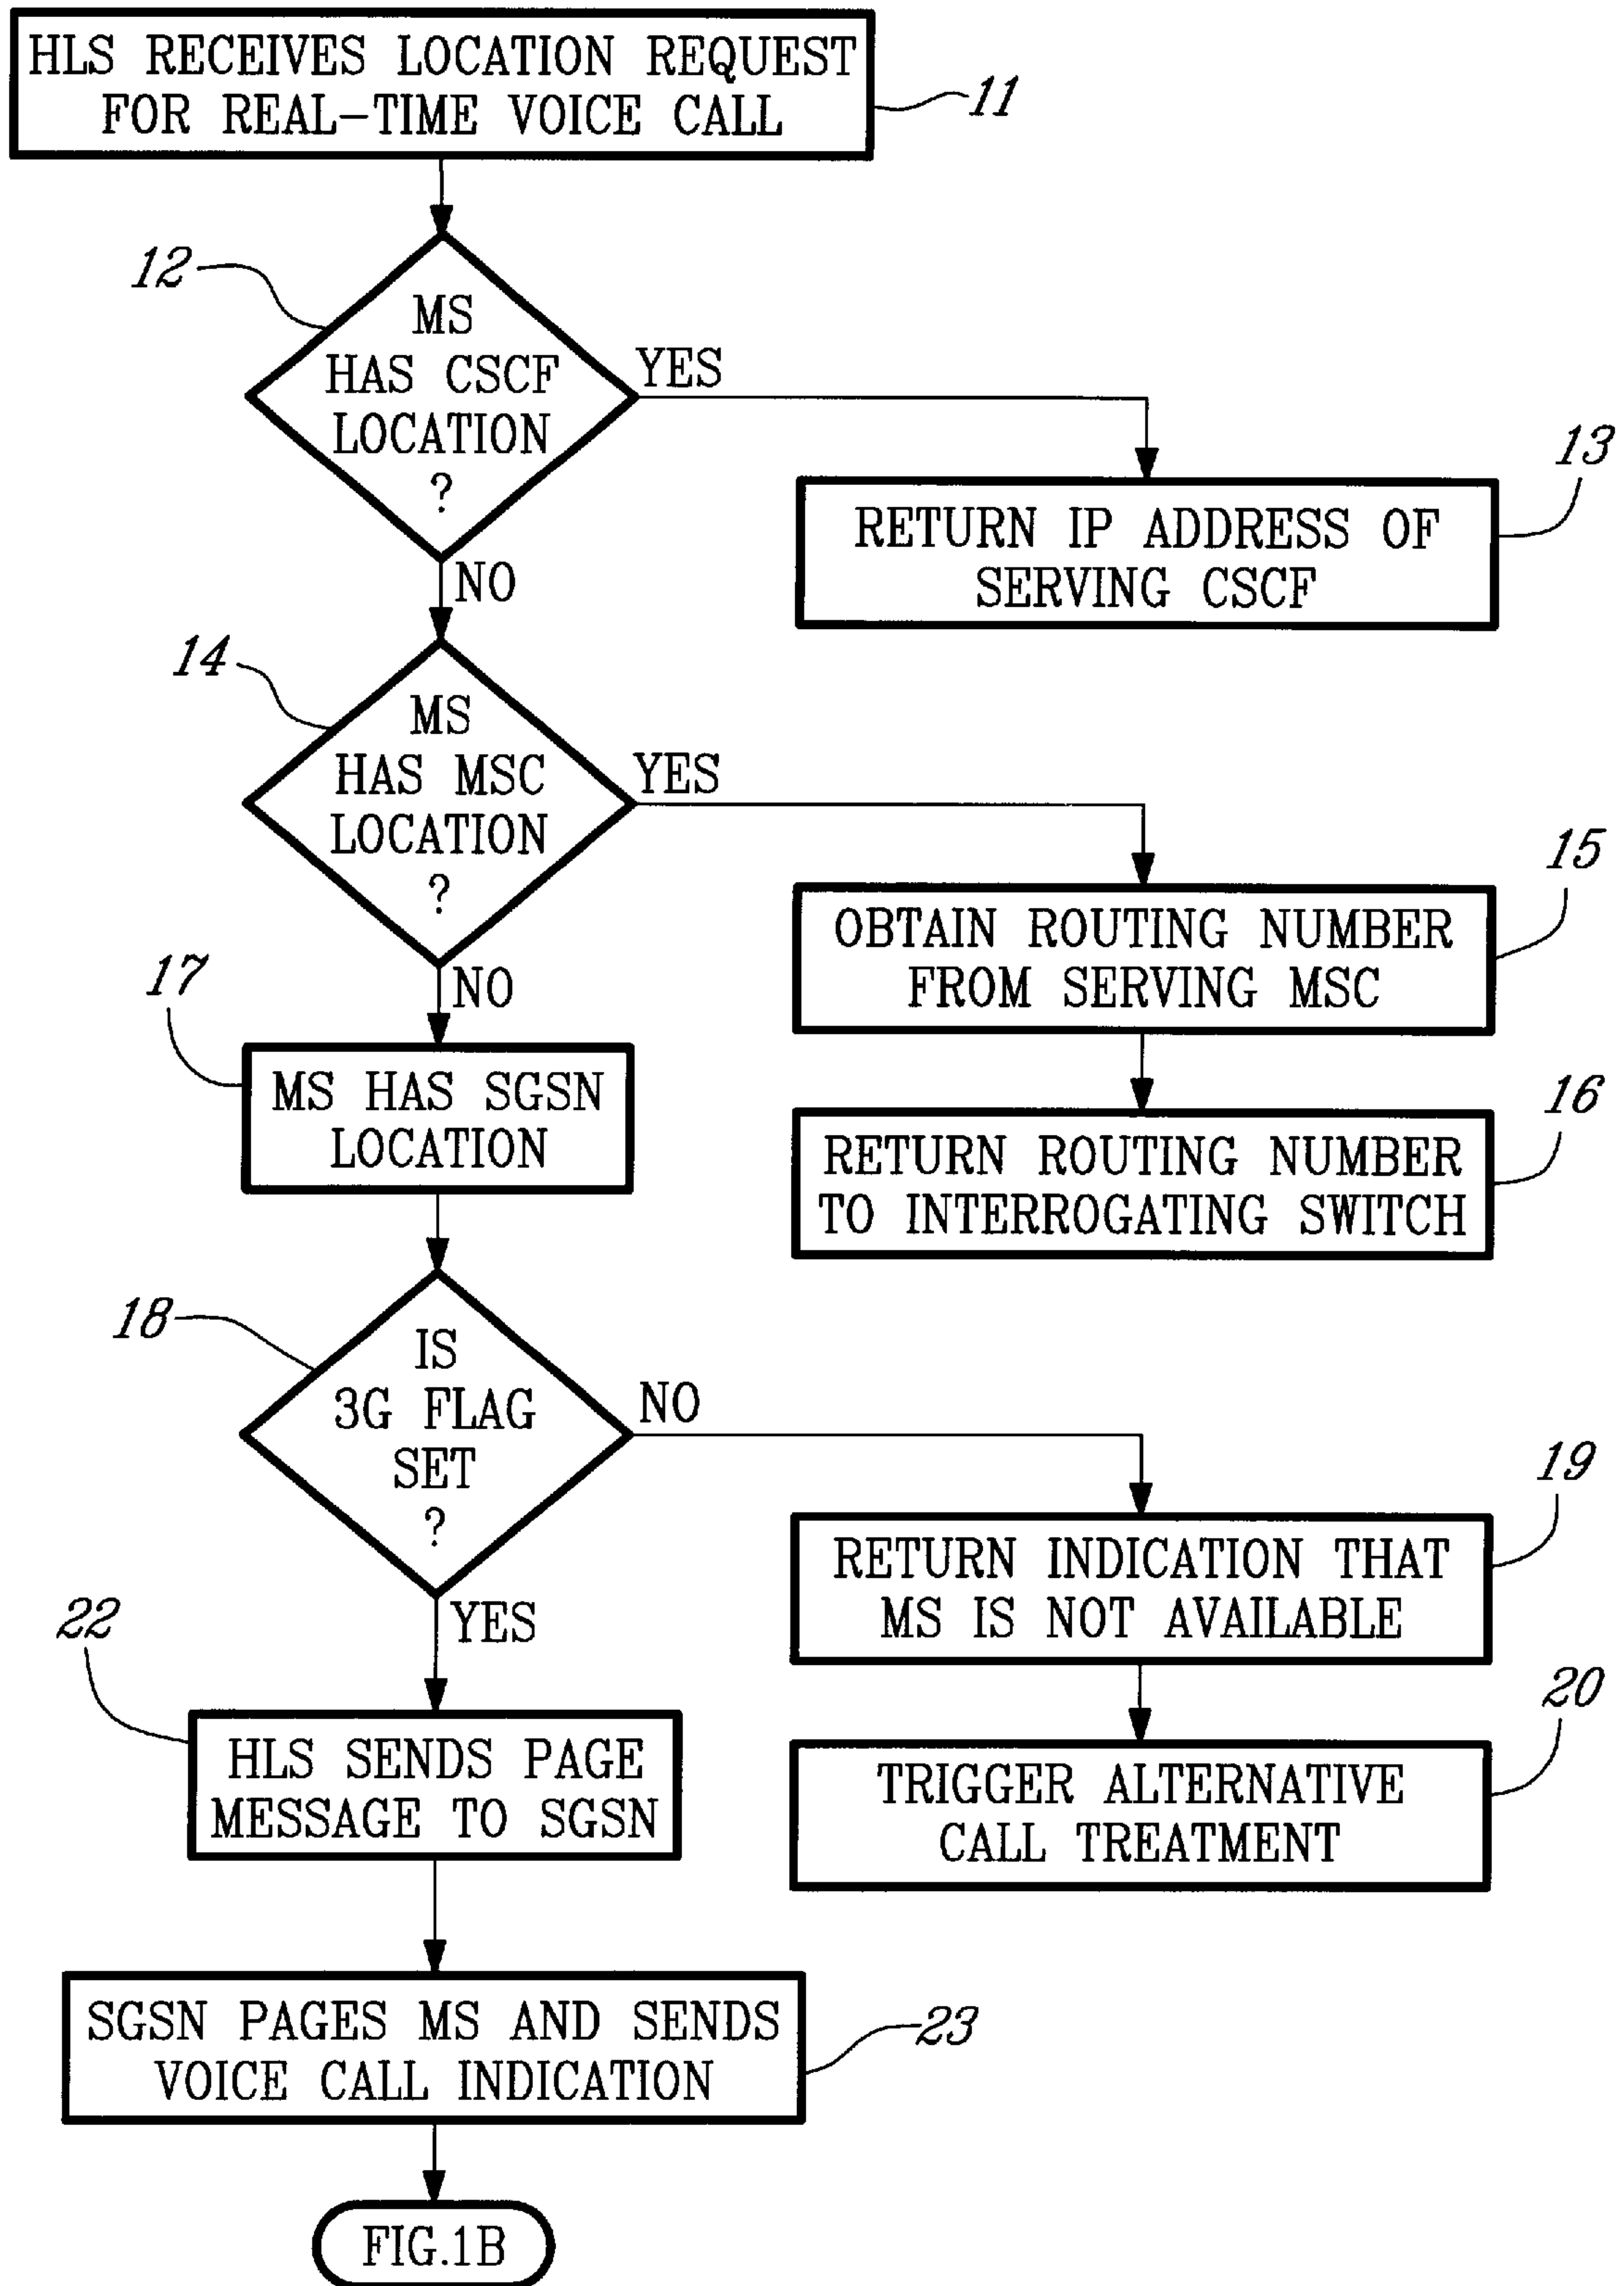 HLS RECEIVES LOCATION REQUEST
FOR REAL-TIME VOICE CALL
11
12
MS
HAS CSCF
LOCATION
?
YES
NO
13
RETURN IP ADDRESS OF
SERVING CSCF
14
MS
HAS MSC
LOCATION
?
YES
NO
15
OBTAIN ROUTING NUMBER
FROM SERVING MSC
16
RETURN ROUTING NUMBER
TO INTERROGATING SWITCH
17
MS HAS SGSN
LOCATION
18
IS
3G FLAG
SET
?
NO
YES
19
RETURN INDICATION THAT
MS IS NOT AVAILABLE
20
TRIGGER ALTERNATIVE
CALL TREATMENT
22
HLS SENDS PAGE
MESSAGE TO SGSN
SGSN PAGES MS AND SENDS
VOICE CALL INDICATION
23
FIG.1B